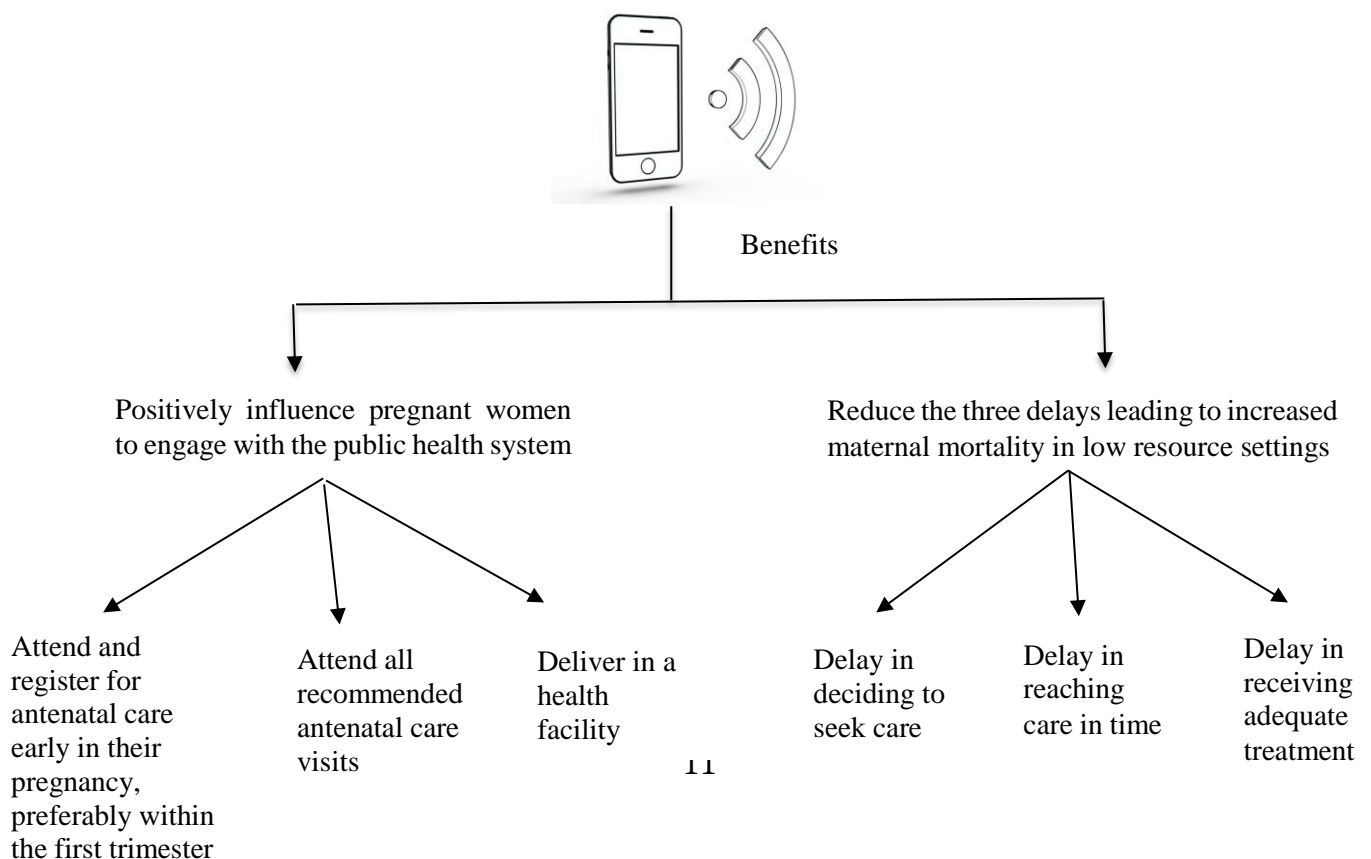 Benefits
Positively influence pregnant women
to engage with the public health system
Reduce the three delays leading to increased
maternal mortality in low resource settings
Attend and
register for
antenatal care
early in their
pregnancy,
preferably within
the first trimester
Attend all
recommended
antenatal care
visits
Deliver in a
health
facility
Delay in
deciding to
seek care
Delay in
reaching
care in time
Delay in
receiving
adequate
treatment